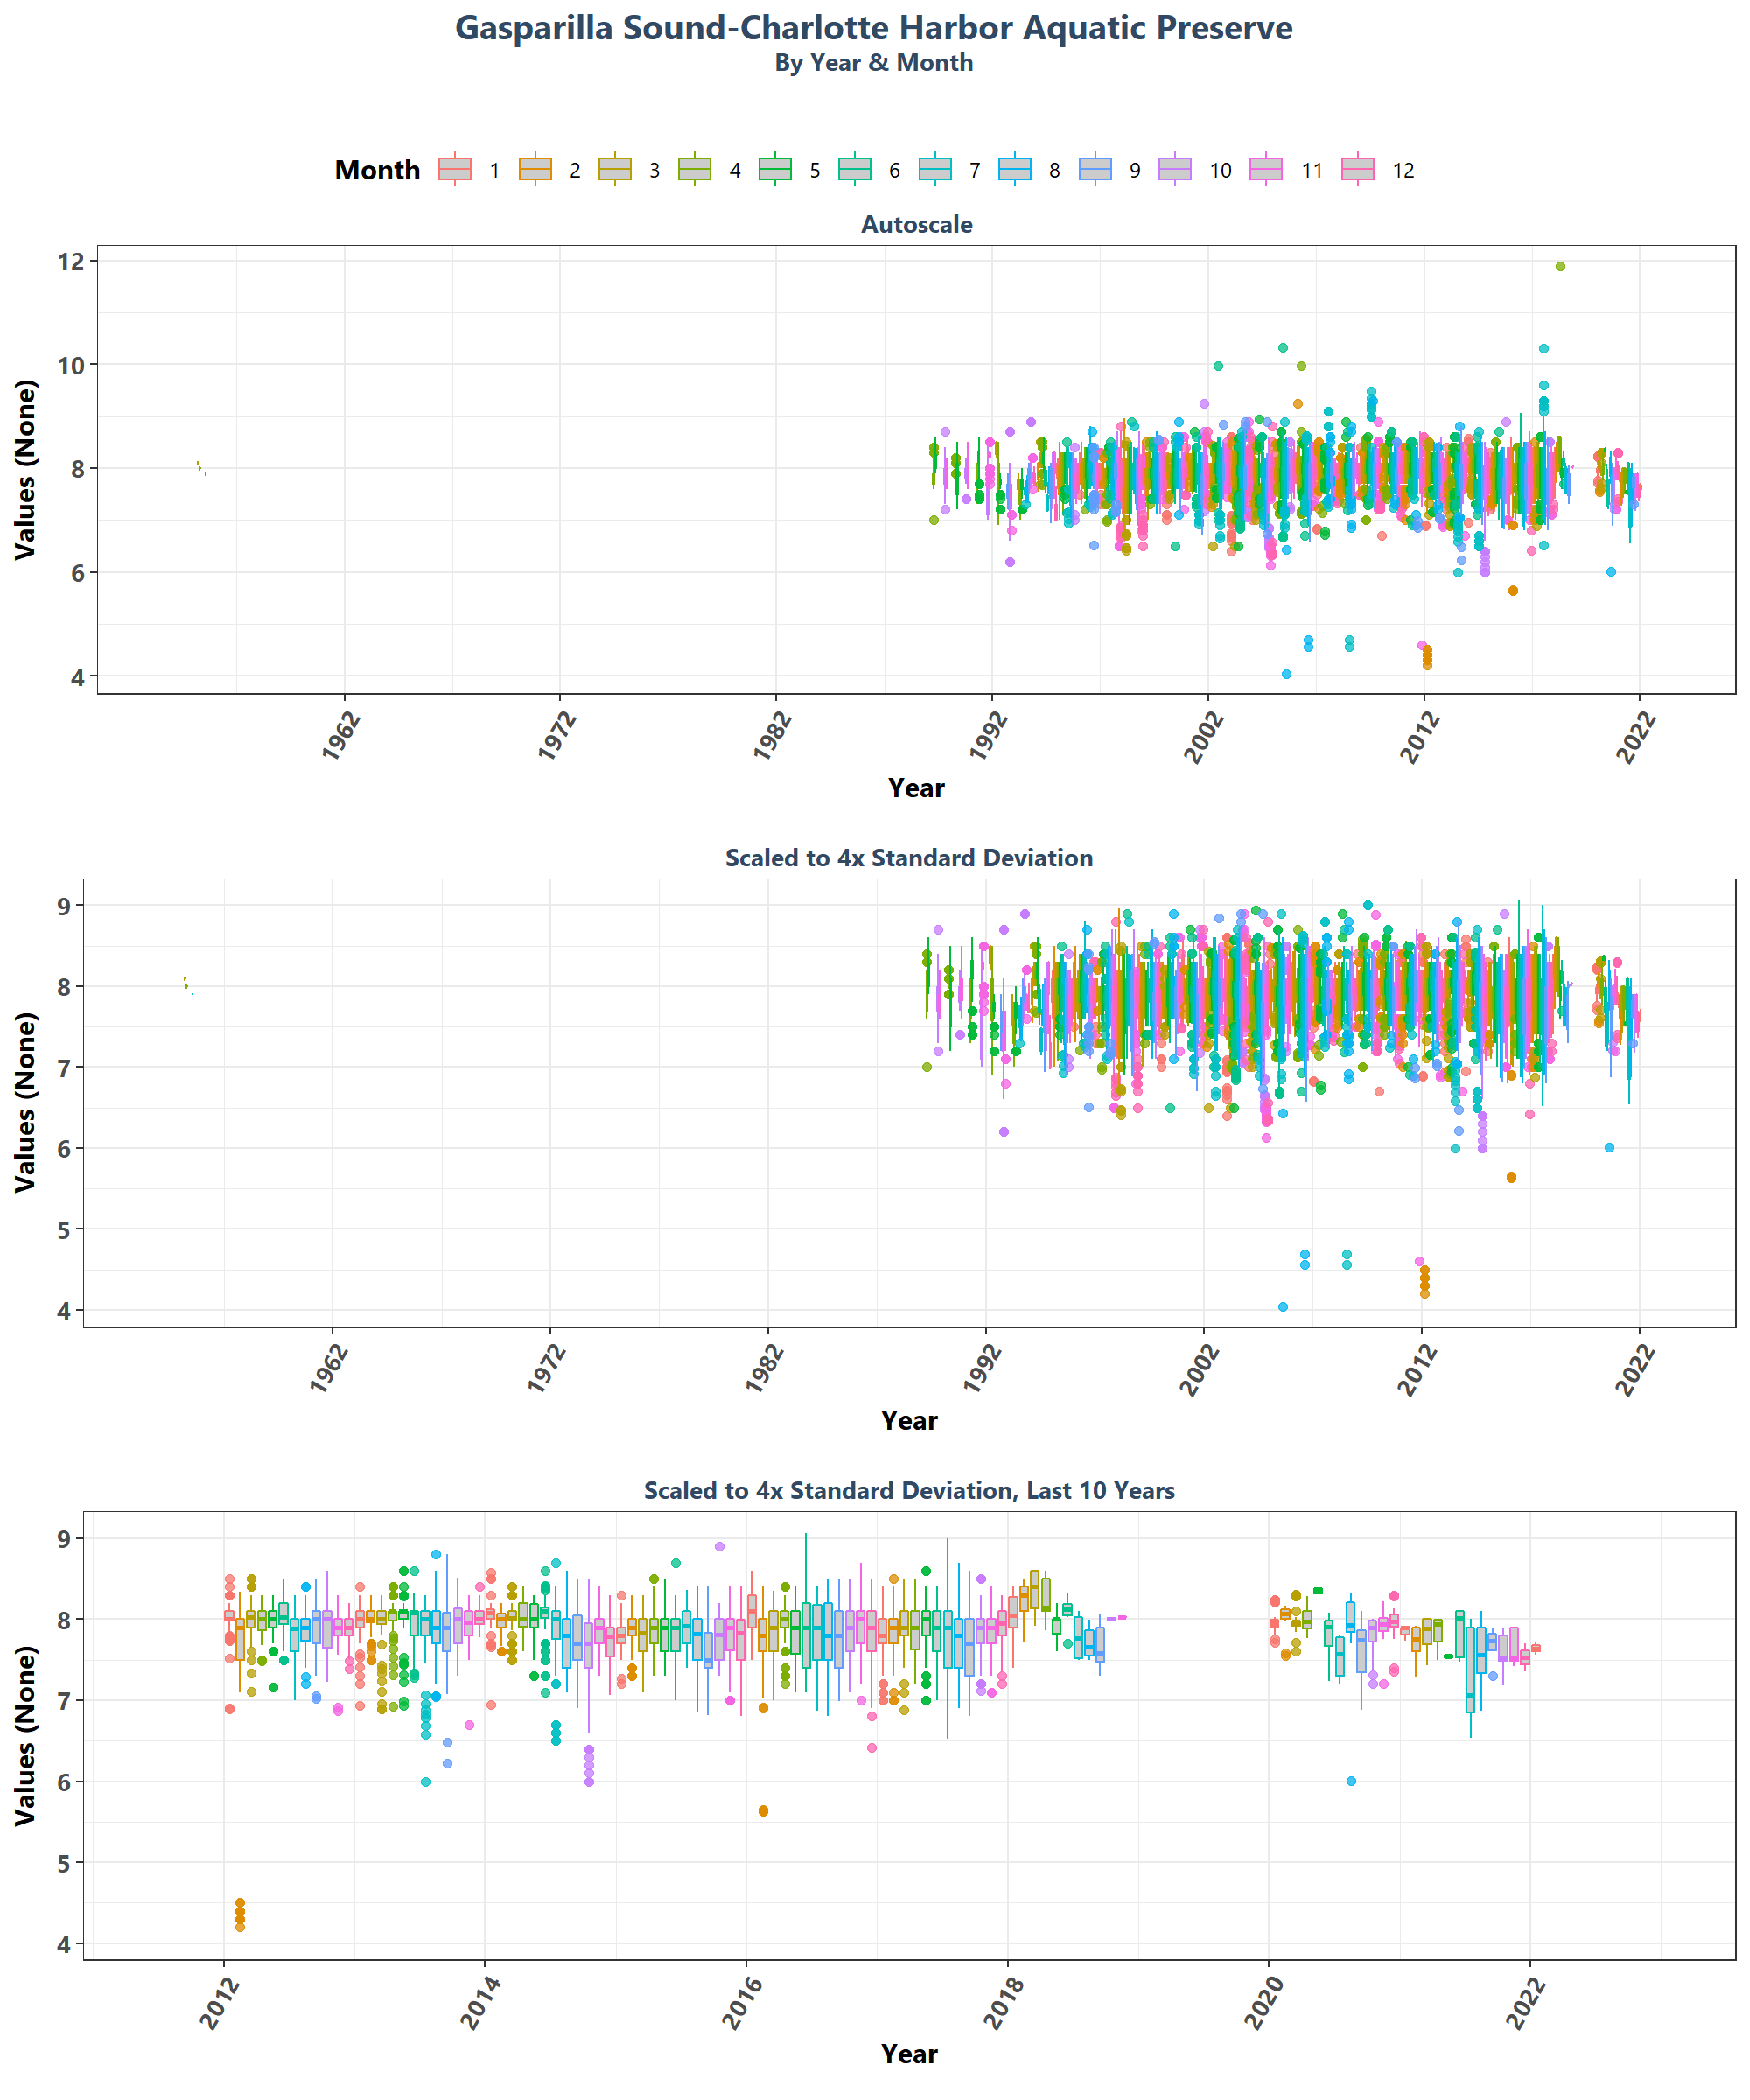 Gasparilla Sound-Charlotte Harbor Aquatic Preserve
By Year & Month
Month 1 2 3 4 5 6 7 8 9 10 11 12
Autoscale
Values (None)
12
10
8
6
4
1962 1972 1982 1992 2002 2012 2022
Year
Scaled to 4x Standard Deviation
Values (None)
9
8
7
6
5
4
1962 1972 1982 1992 2002 2012 2022
Year
Scaled to 4x Standard Deviation, Last 10 Years
Values (None)
9
8
7
6
5
4
2012 2014 2016 2018 2020 2022
Year